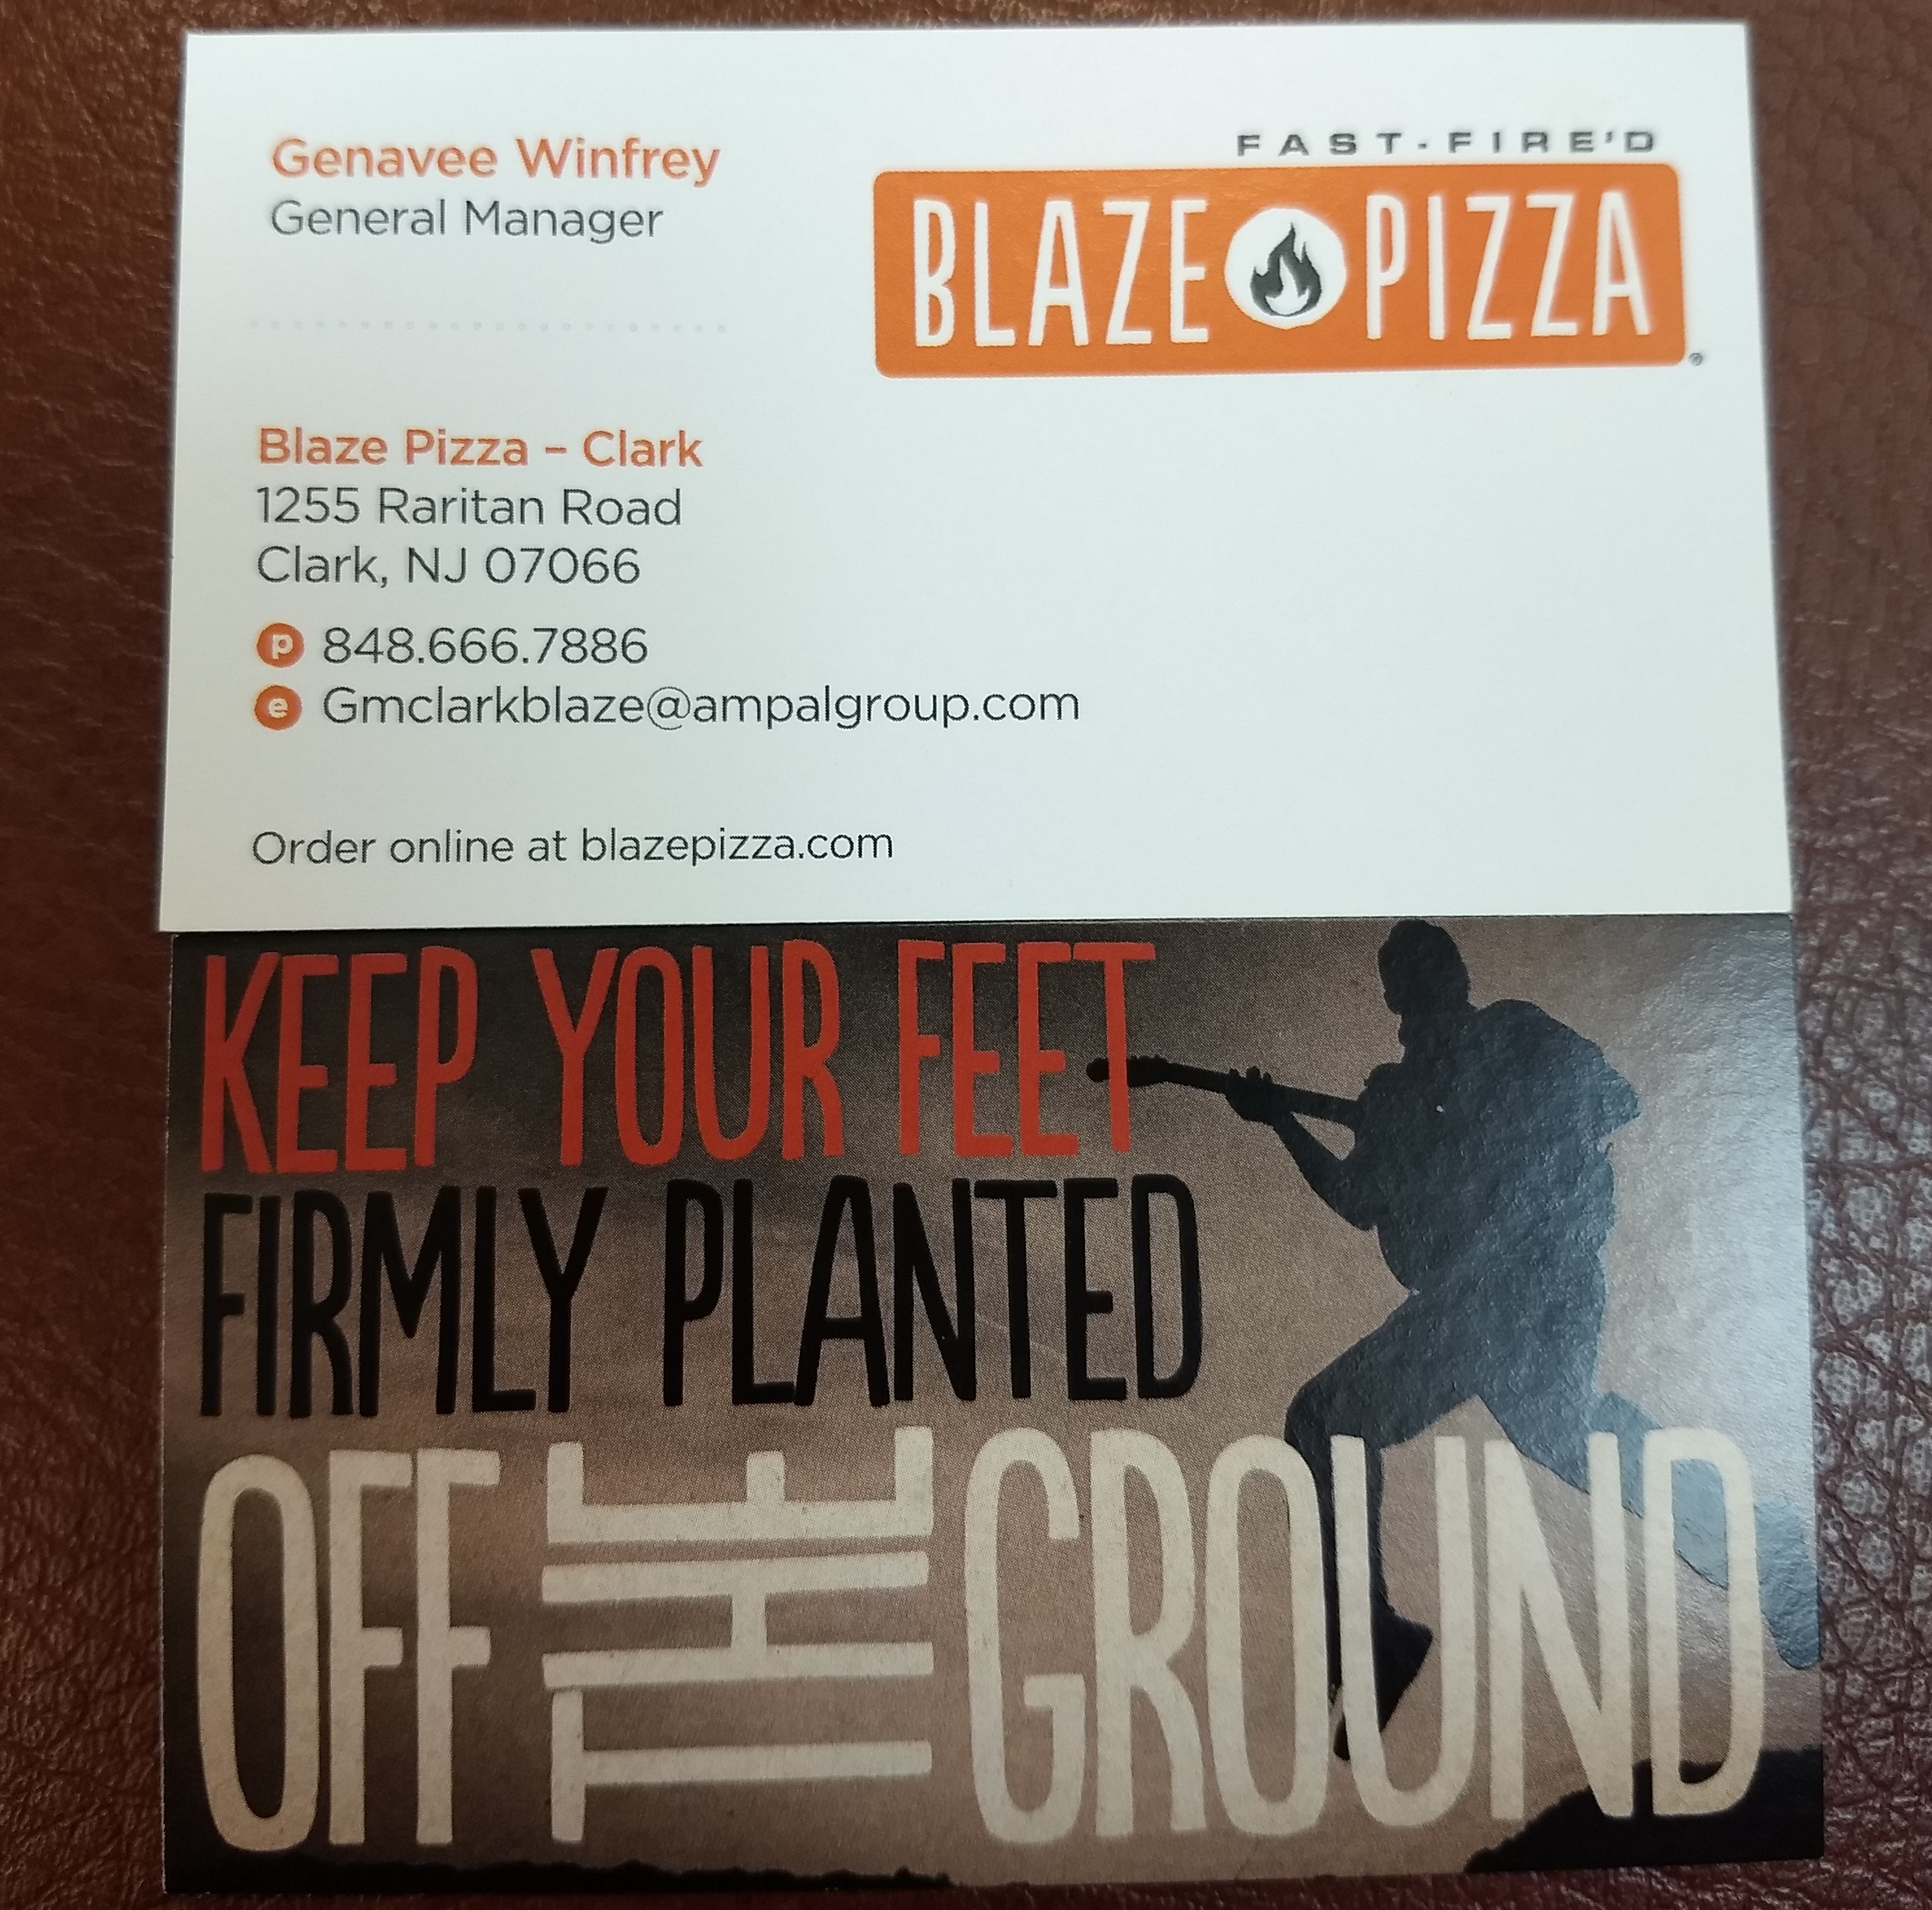 Genavee Winfrey
General Manager
FAST-FIRE'D
BLAZE PIZZA
®
Blaze Pizza – Clark
1255 Raritan Road
Clark, NJ 07066
p 848.666.7886
e Gmclarkblaze@ampalgroup.com
Order online at blazepizza.com
KEEP YOUR FEET
FIRMLY PLANTED
OFF THE GROUND